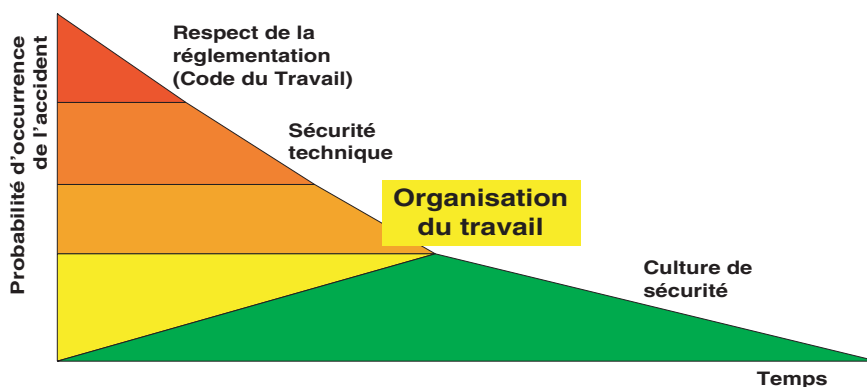 Probabilité d'occurrence
de l'accident
Respect de la
réglementation
(Code du Travail)
Sécurité
technique
Organisation
du travail
Culture de
sécurité
Temps